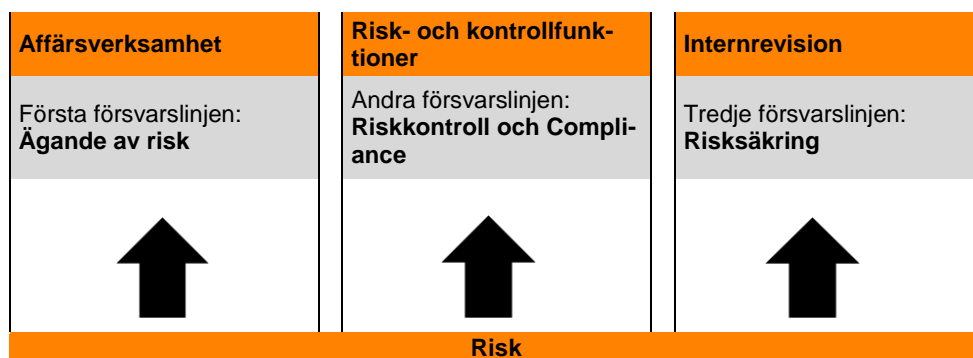 Affärsverksamhet
Risk- och kontrollfunk-
tioner
Internrevision
Första försvarslinjen:
Ägande av risk
Andra försvarslinjen:
Riskkontroll och Compli-
ance
Tredje försvarslinjen:
Risksäkring
Risk